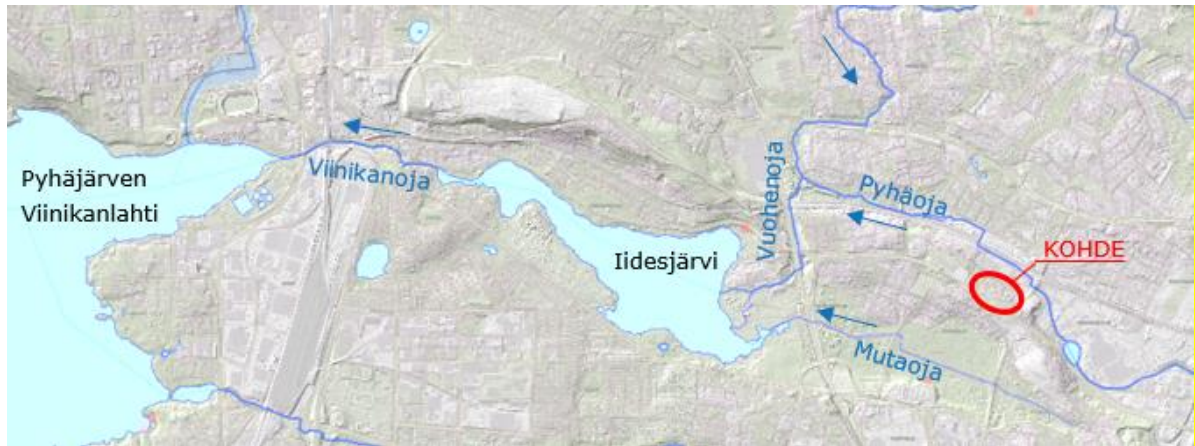 Pyhäjärven
Viinikanlahti
Viinikanoja
Iidesjärvi
Vuohenoja
Pyhäoja
KOHDE
Mutaoja